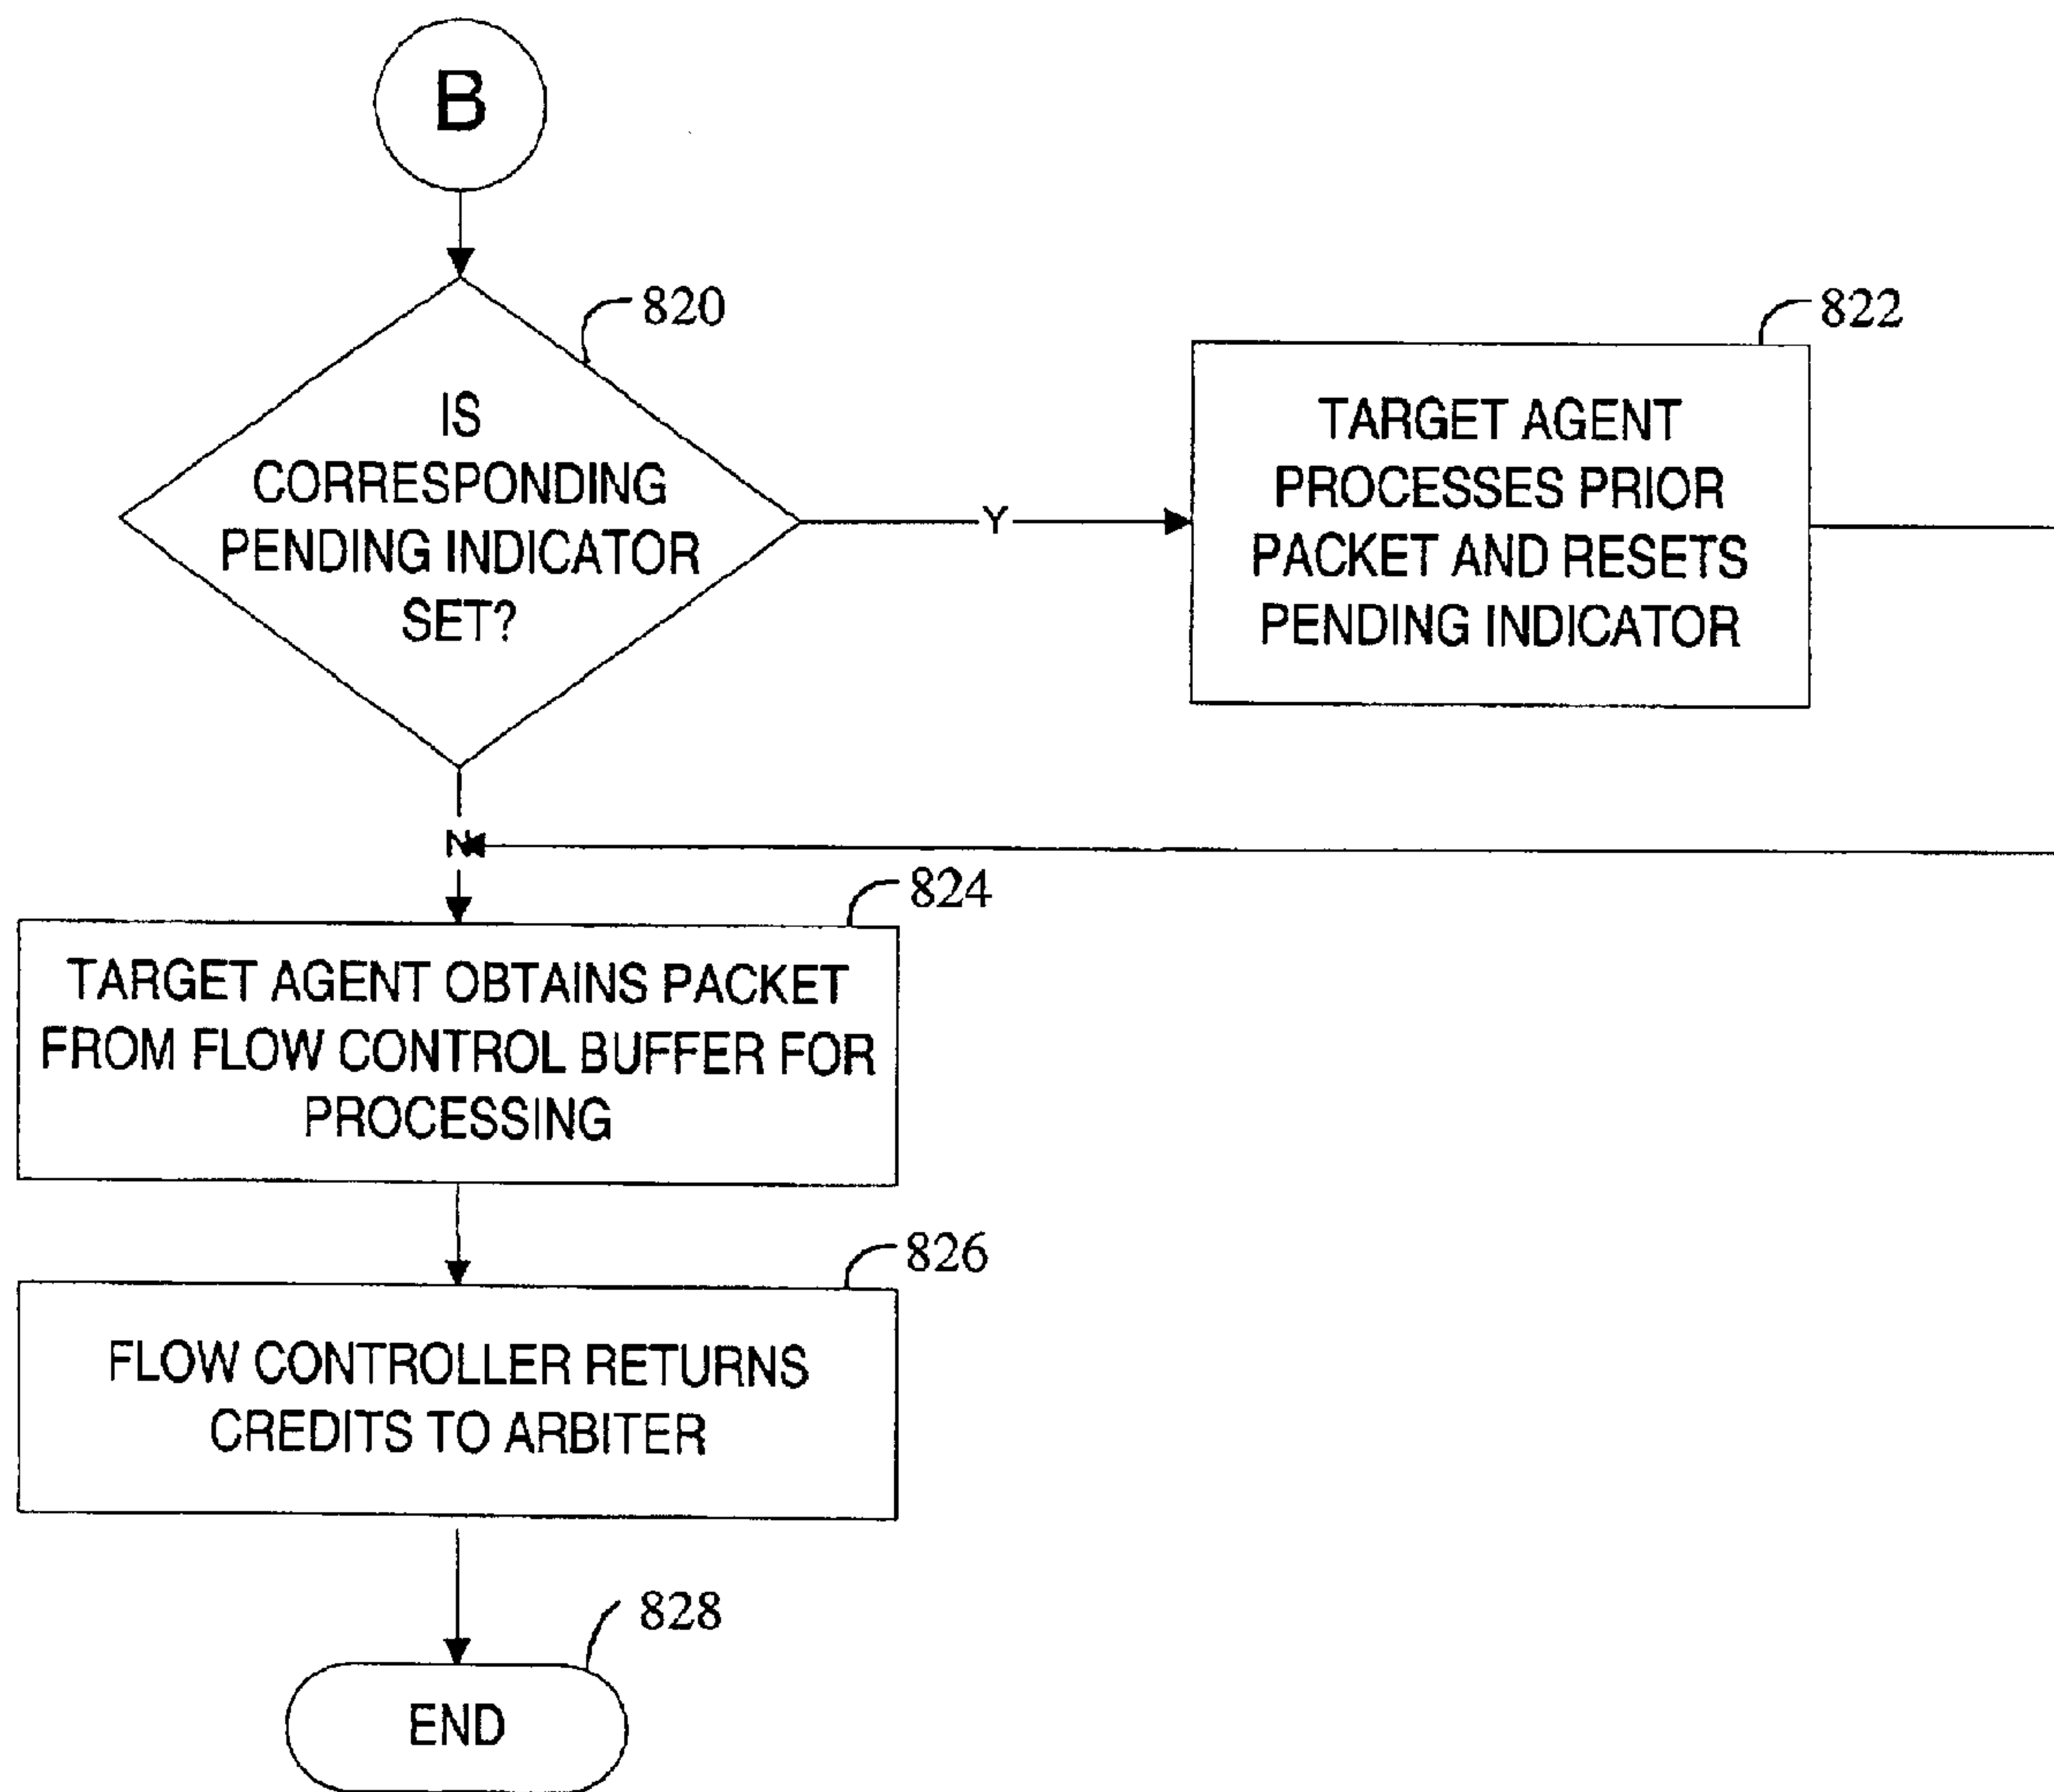 B
820
IS
CORRESPONDING
PENDING INDICATOR
SET?
Y
822
TARGET AGENT
PROCESSES PRIOR
PACKET AND RESETS
PENDING INDICATOR
N
824
TARGET AGENT OBTAINS PACKET
FROM FLOW CONTROL BUFFER FOR
PROCESSING
826
FLOW CONTROLLER RETURNS
CREDITS TO ARBITER
828
END